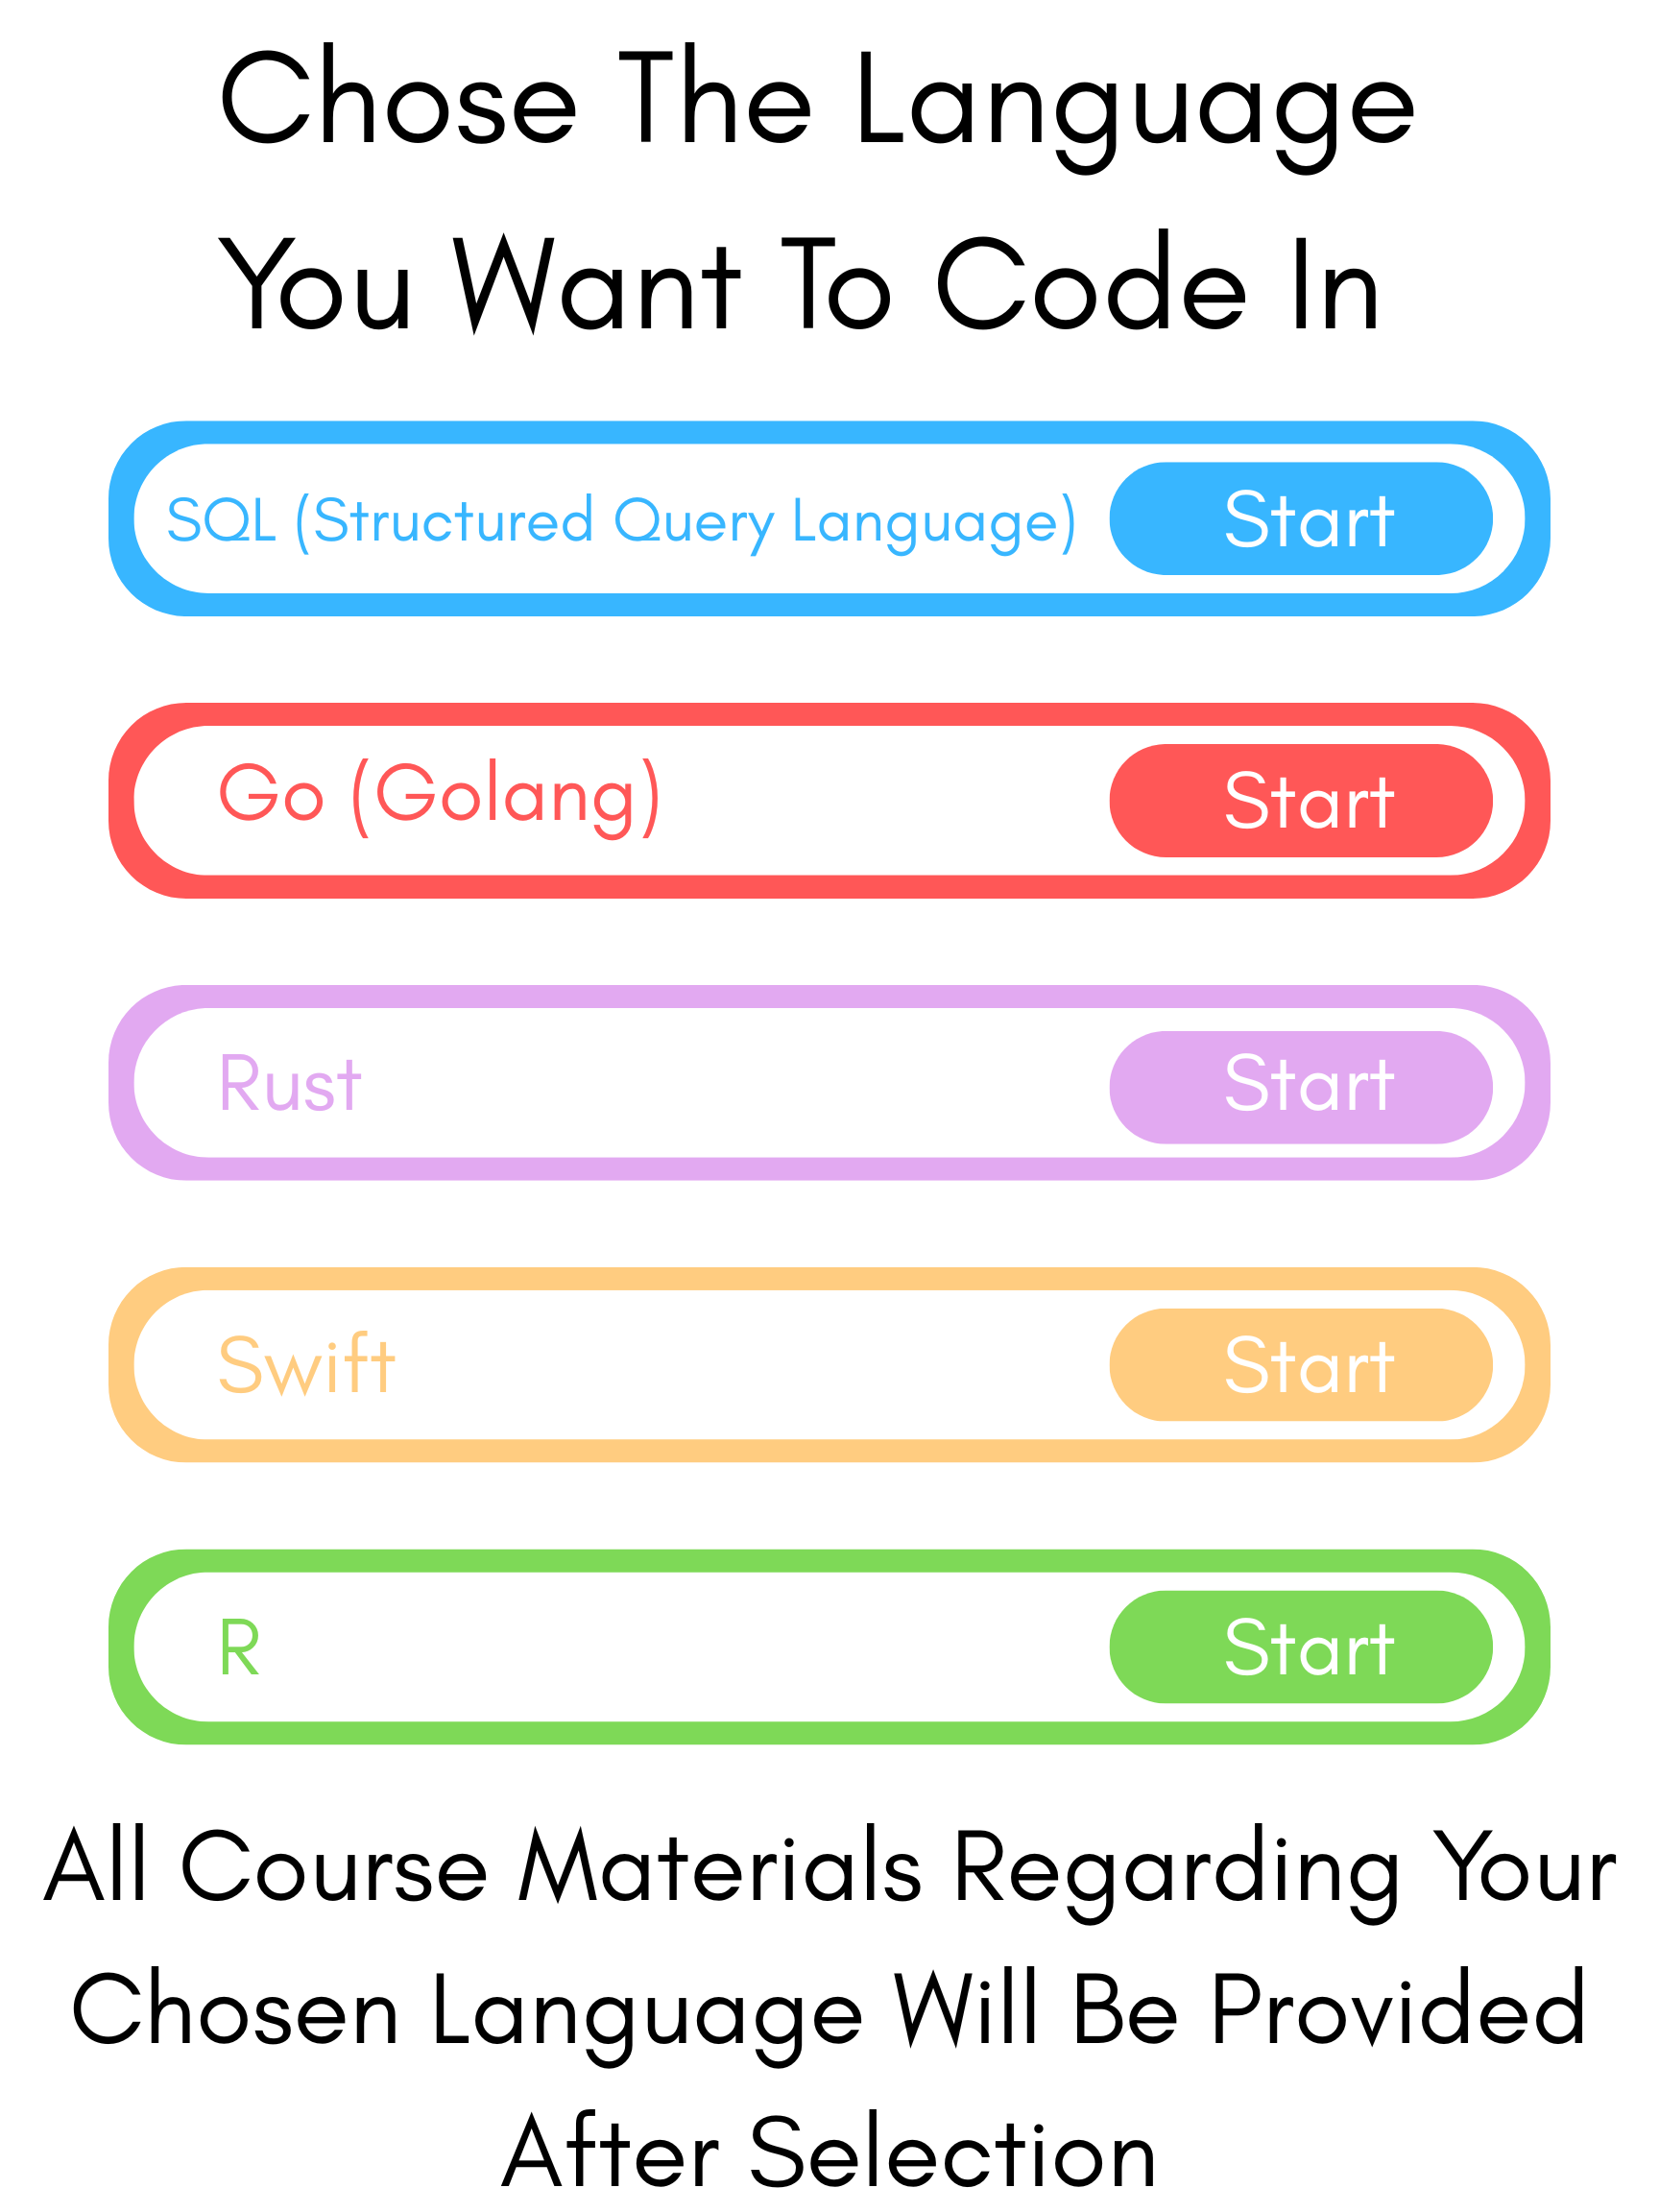 Chose The Language
You Want To Code In
SQL (Structured Query Language) Start
Go (Golang) Start
Rust Start
Swift Start
R Start
All Course Materials Regarding Your
Chosen Language Will Be Provided
After Selection